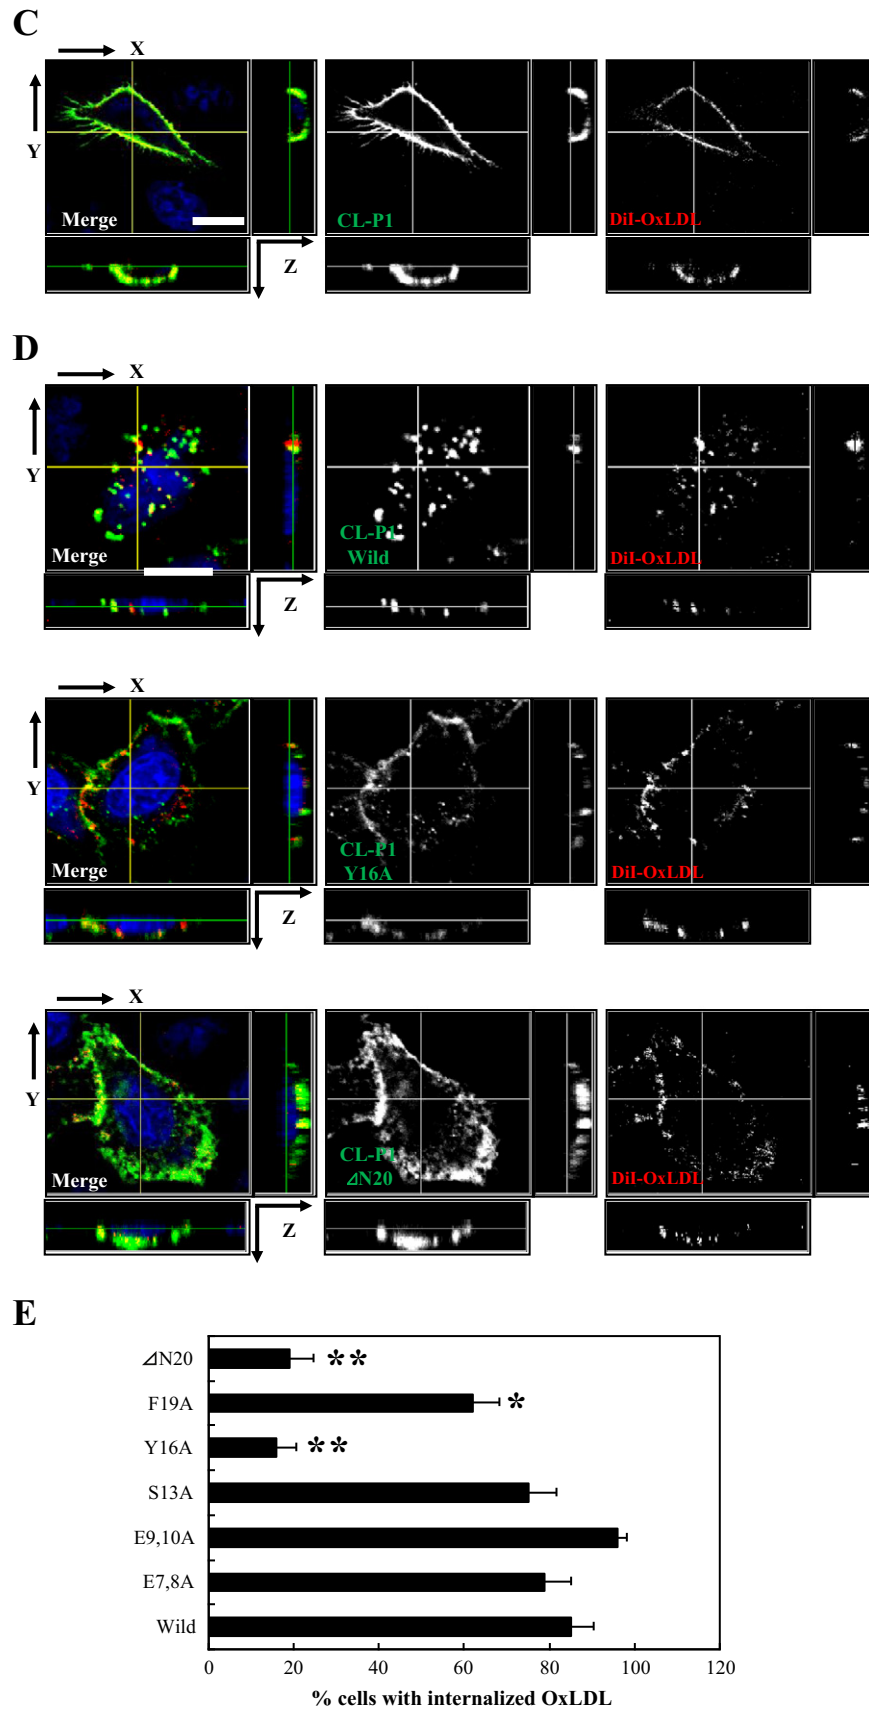 C
X
Y
Merge
CL-P1
DiI-OxLDL
Z
D
X
Y
Merge
CL-P1
Wild
DiI-OxLDL
Z
X
Y
Merge
CL-P1
Y16A
DiI-OxLDL
Z
X
Y
Merge
CL-P1
⊿N20
DiI-OxLDL
Z
E
⊿N20 **
F19A *
Y16A **
S13A
E9,10A
E7,8A
Wild
0 20 40 60 80 100 120
% cells with internalized OxLDL